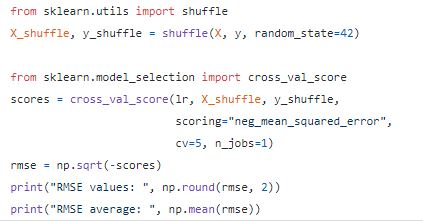 from sklearn.utils import shuffle
X_shuffle, y_shuffle = shuffle(X, y, random_state=42)
from sklearn.model_selection import cross_val_score
scores = cross_val_score(lr, X_shuffle, y_shuffle,
scoring="neg_mean_squared_error",
cv=5, n_jobs=1)
rmse = np.sqrt(-scores)
print("RMSE values: ", np.round(rmse, 2))
print("RMSE average: ", np.mean(rmse))